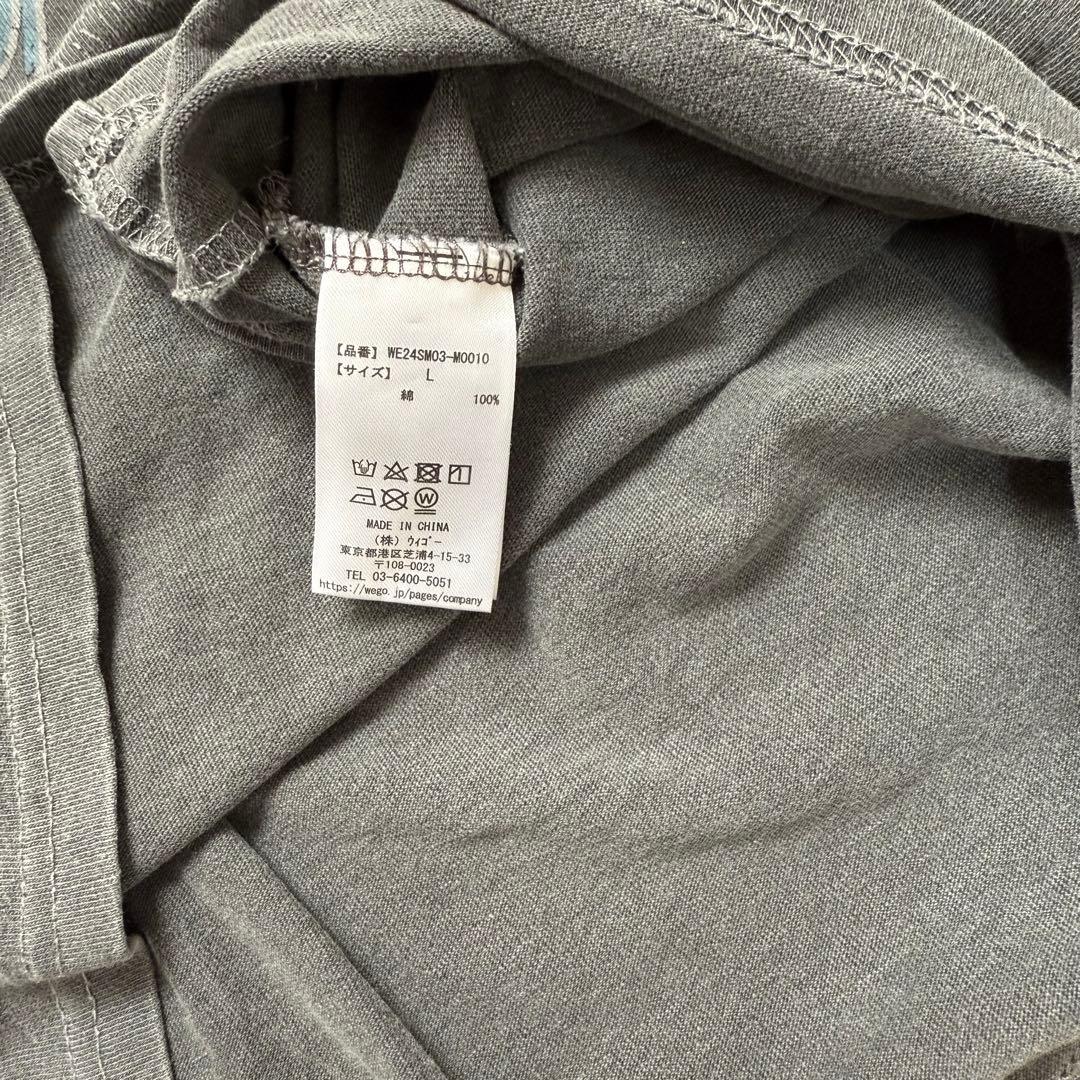 【品番】 WE24SM03-M0010
【サイズ】 L
綿 100%
MADE IN CHINA
(株) ウィゴー
東京都港区芝浦4-15-33
〒108-0023
TEL 03-6400-5051
https://wego.jp/pages/company